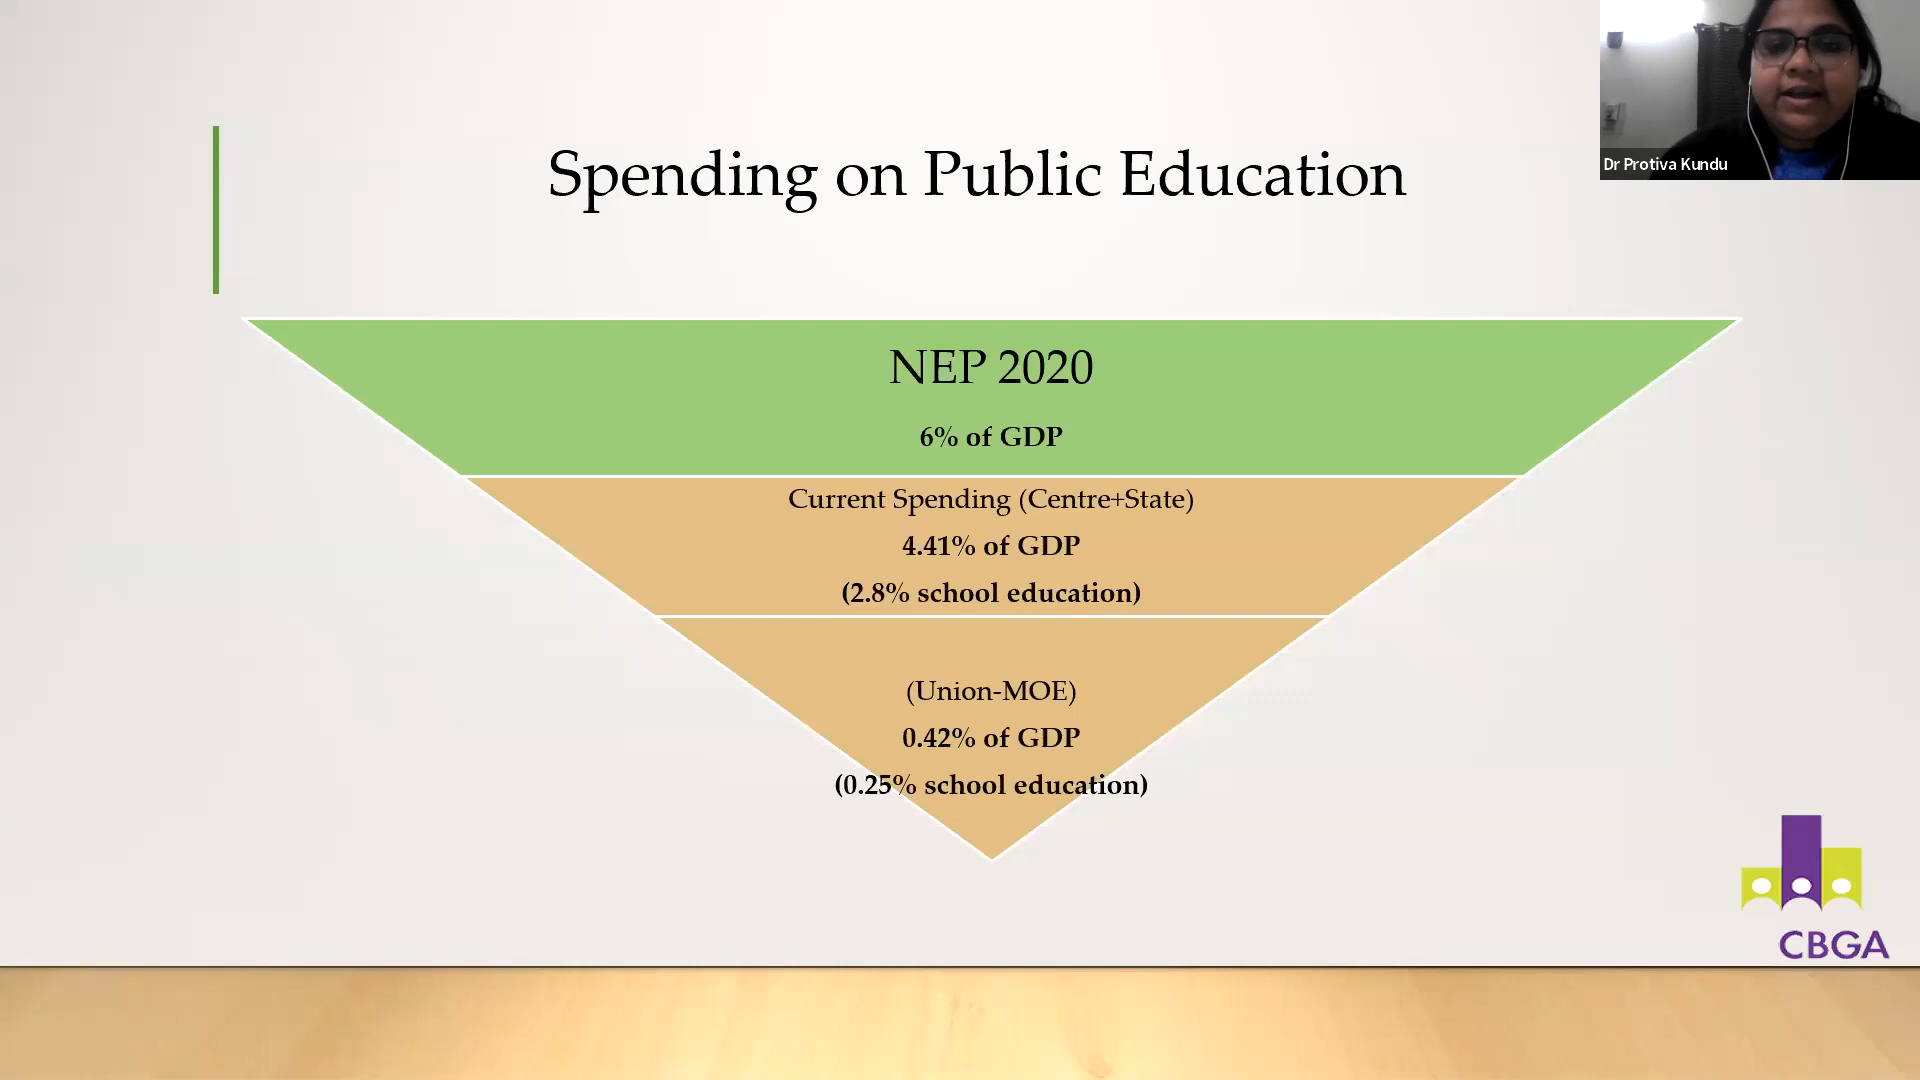 Dr Protiva Kundu
Spending on Public Education
NEP 2020
6% of GDP
Current Spending (Centre+State)
4.41% of GDP
(2.8% school education)
(Union-MOE)
0.42% of GDP
(0.25% school education)
CBGA